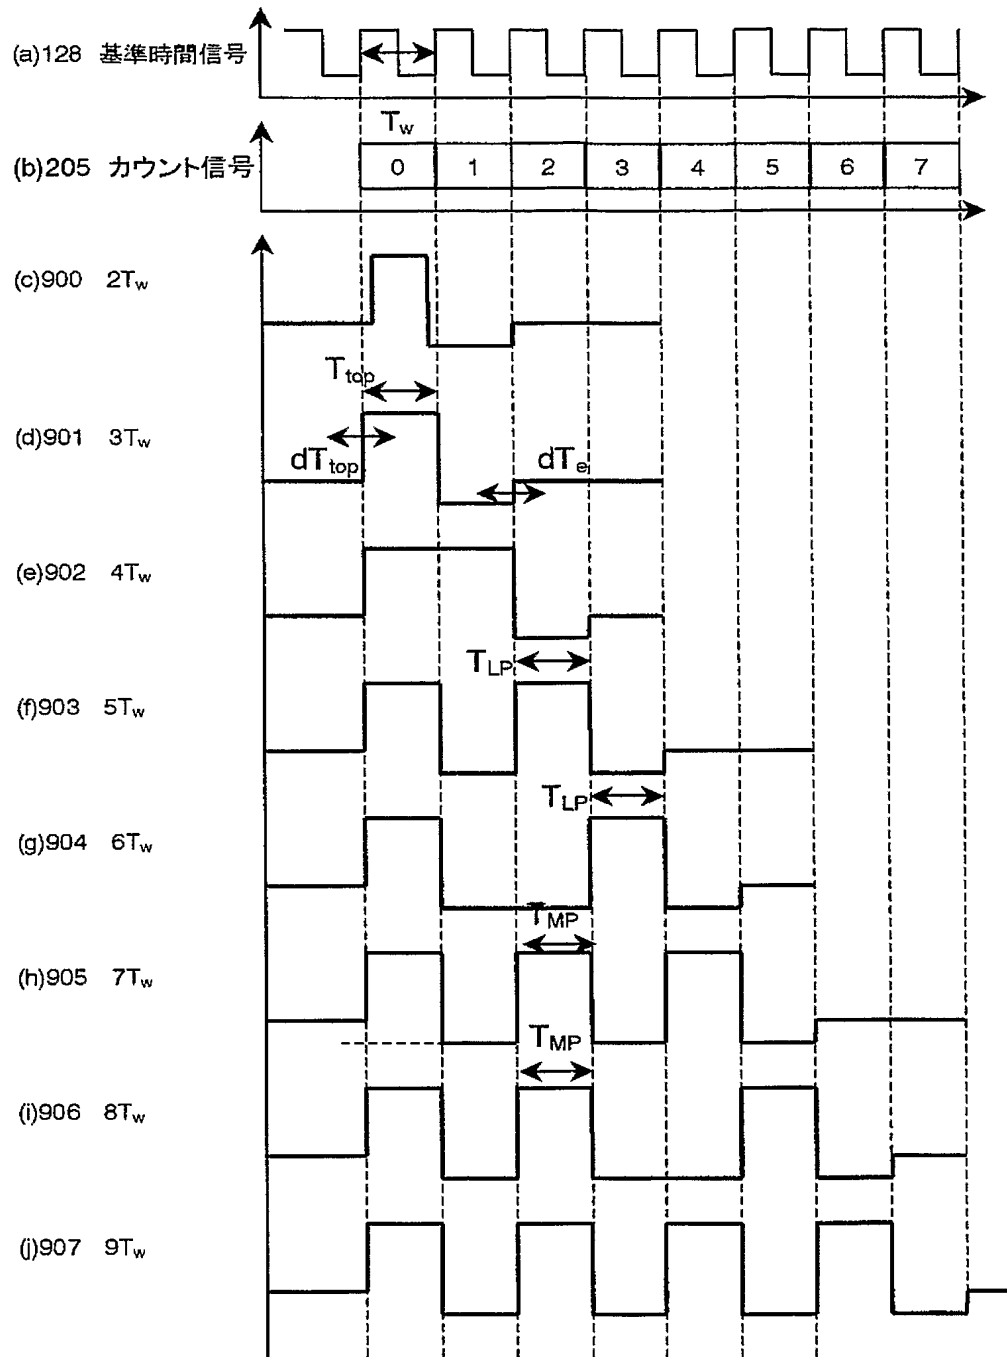 (a)128 基準時間信号
Tw
(b)205 カウント信号 0 1 2 3 4 5 6 7
(c)900 2Tw
Ttop
(d)901 3Tw
dTtop dTe
(e)902 4Tw
TLP
(f)903 5Tw
TLP
(g)904 6Tw
TMP
(h)905 7Tw
TMP
(i)906 8Tw
(j)907 9Tw